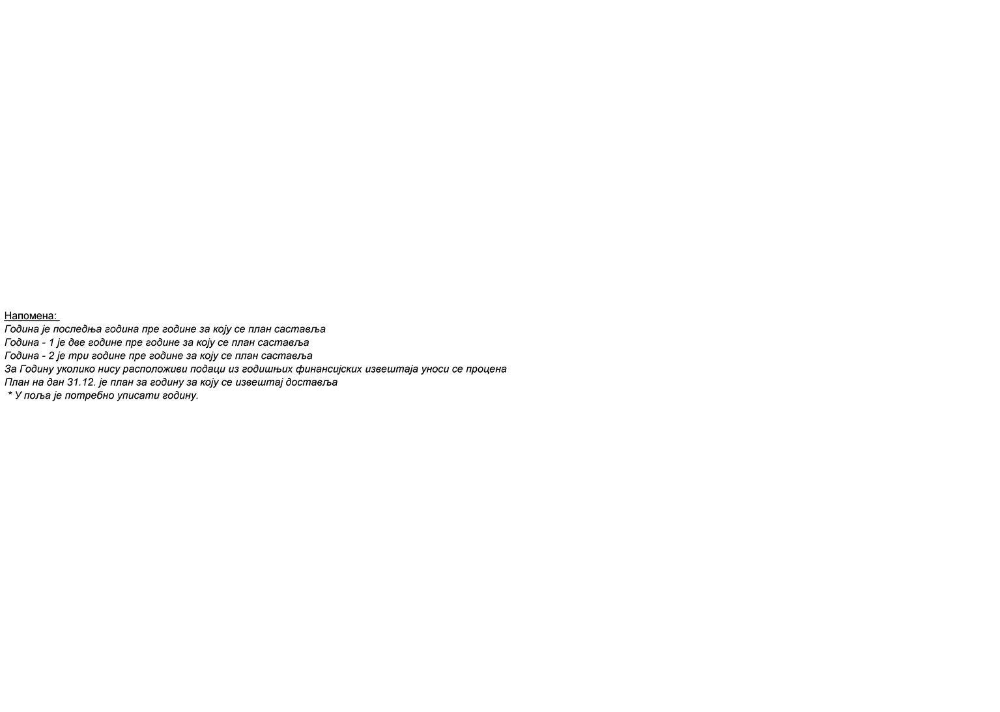 Напомена:
Година је последња година пре године за коју се план саставља
Година - 1 је две године пре године за коју се план саставља
Година - 2 је три године пре године за коју се план саставља
За Годину уколико нису расположиви подаци из годишњих финансијских извештаја уноси се процена
План на дан 31.12. је план за годину за коју се извештај доставља
* У поља је потребно уписати годину.